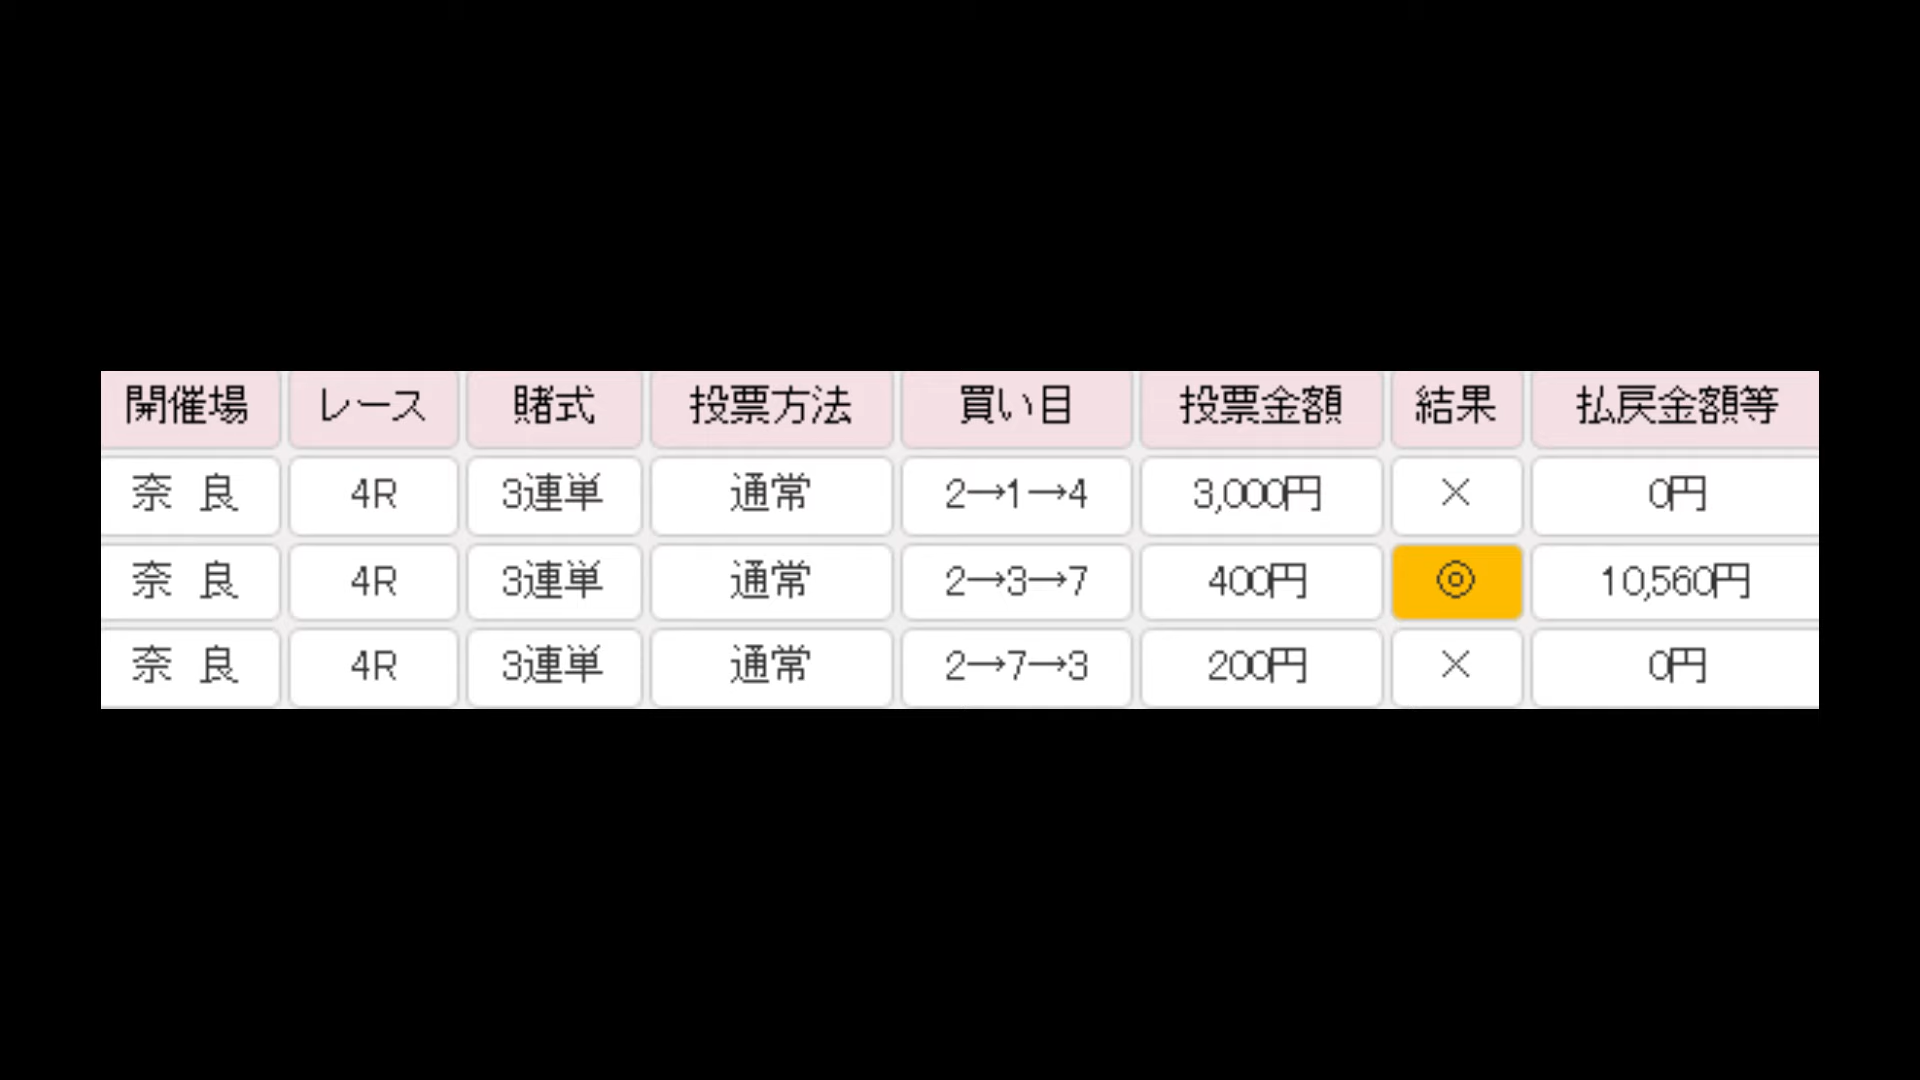 開催場 レース 賭式 投票方法 買い目 投票金額 結果 払戻金額等
奈 良 4R 3連単 通常 2→1→4 3,000円 × 0円
奈 良 4R 3連単 通常 2→3→7 400円 ◎ 10,560円
奈 良 4R 3連単 通常 2→7→3 200円 × 0円